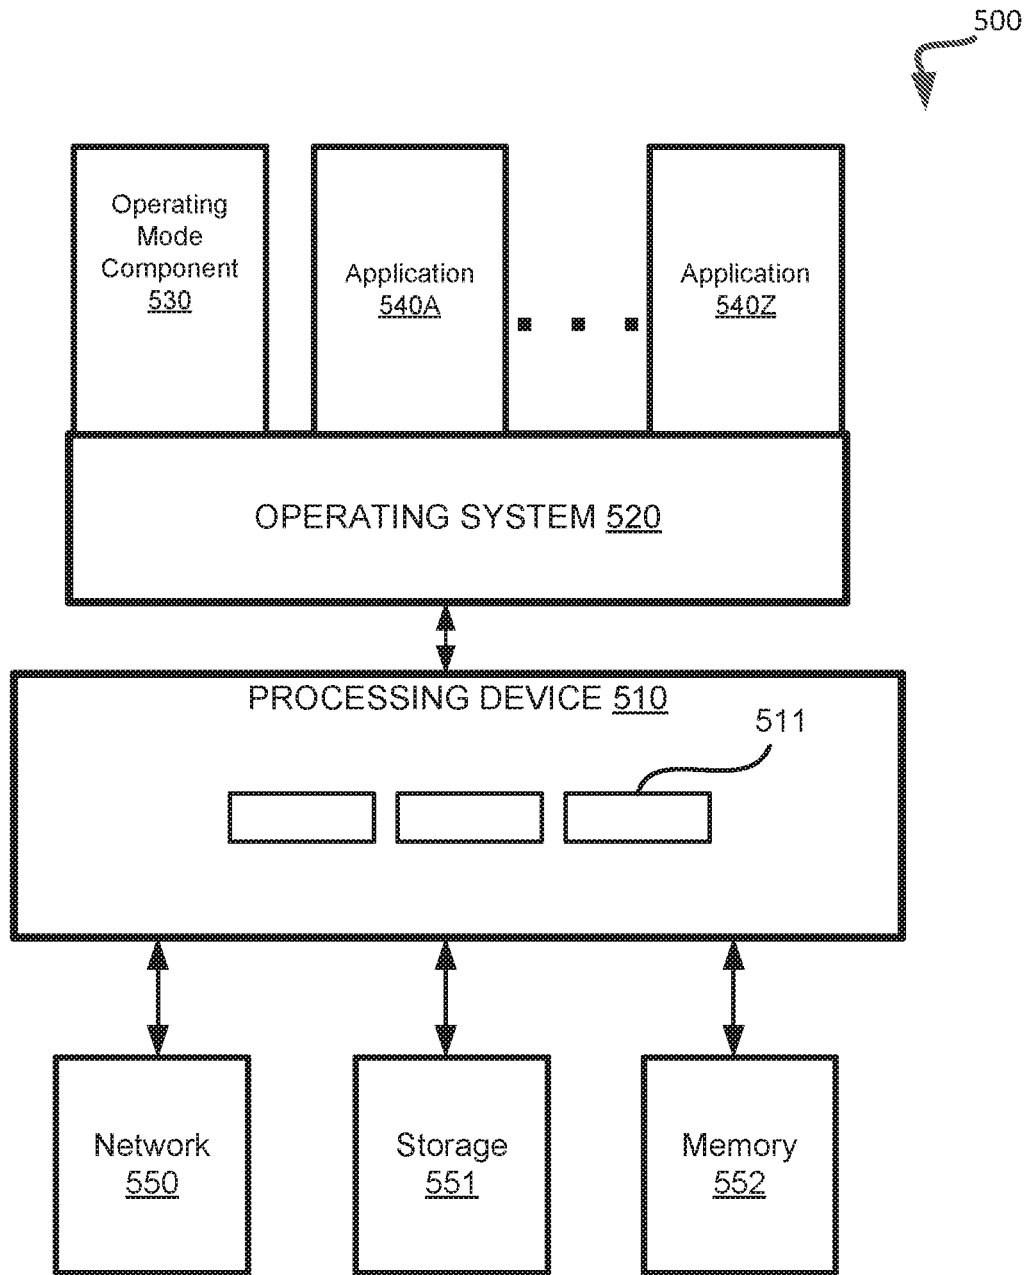 500
Operating
Mode
Component
530
Application
540A
Application
540Z
OPERATING SYSTEM 520
PROCESSING DEVICE 510
511
Network
550
Storage
551
Memory
552